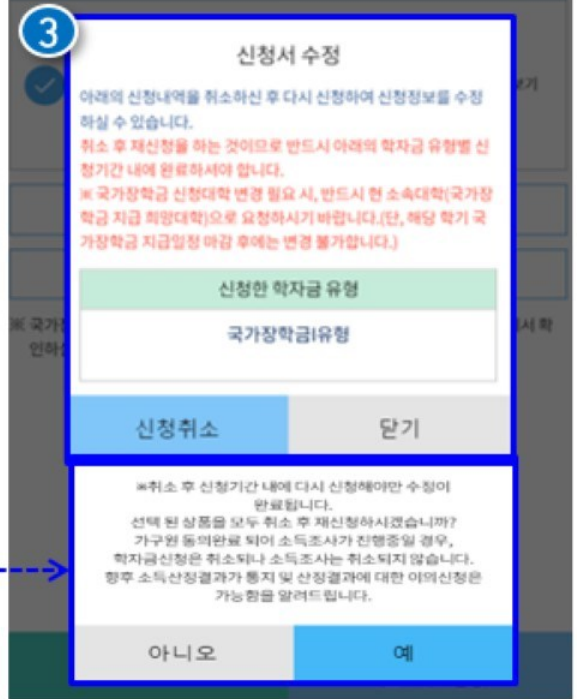 3
신청서 수정
보기
아래의 신청내역을 취소하신 후 다시 신청하여 신청정보를 수정
하실 수 있습니다.
취소 후 재신청을 하는 것이므로 반드시 아래의 학자금 유형별 신
청기간 내에 완료하셔야 합니다.
※ 국가장학금 신청대학 변경 필요 시, 반드시 현 소속대학(국가장
학금 지급 희망대학)으로 요청하시기 바랍니다.(단, 해당 학기 국
가장학금 지급일정 마감 후에는 변경 불가합니다.)
신청한 학자금 유형
※ 국가장
서 확
국가장학금I유형
인하실
신청취소 닫기
※취소 후 신청기간 내에 다시 신청해야만 수정이
완료됩니다.
선택 된 상품을 모두 취소 후 재신청하시겠습니까?
가구원 동의완료 되어 소득조사가 진행중일 경우,
학자금신청은 취소되나 소득조사는 취소되지 않습니다.
향후 소득산정결과가 통지 및 산정결과에 대한 이의신청은
가능함을 알려드립니다.
아니오 예